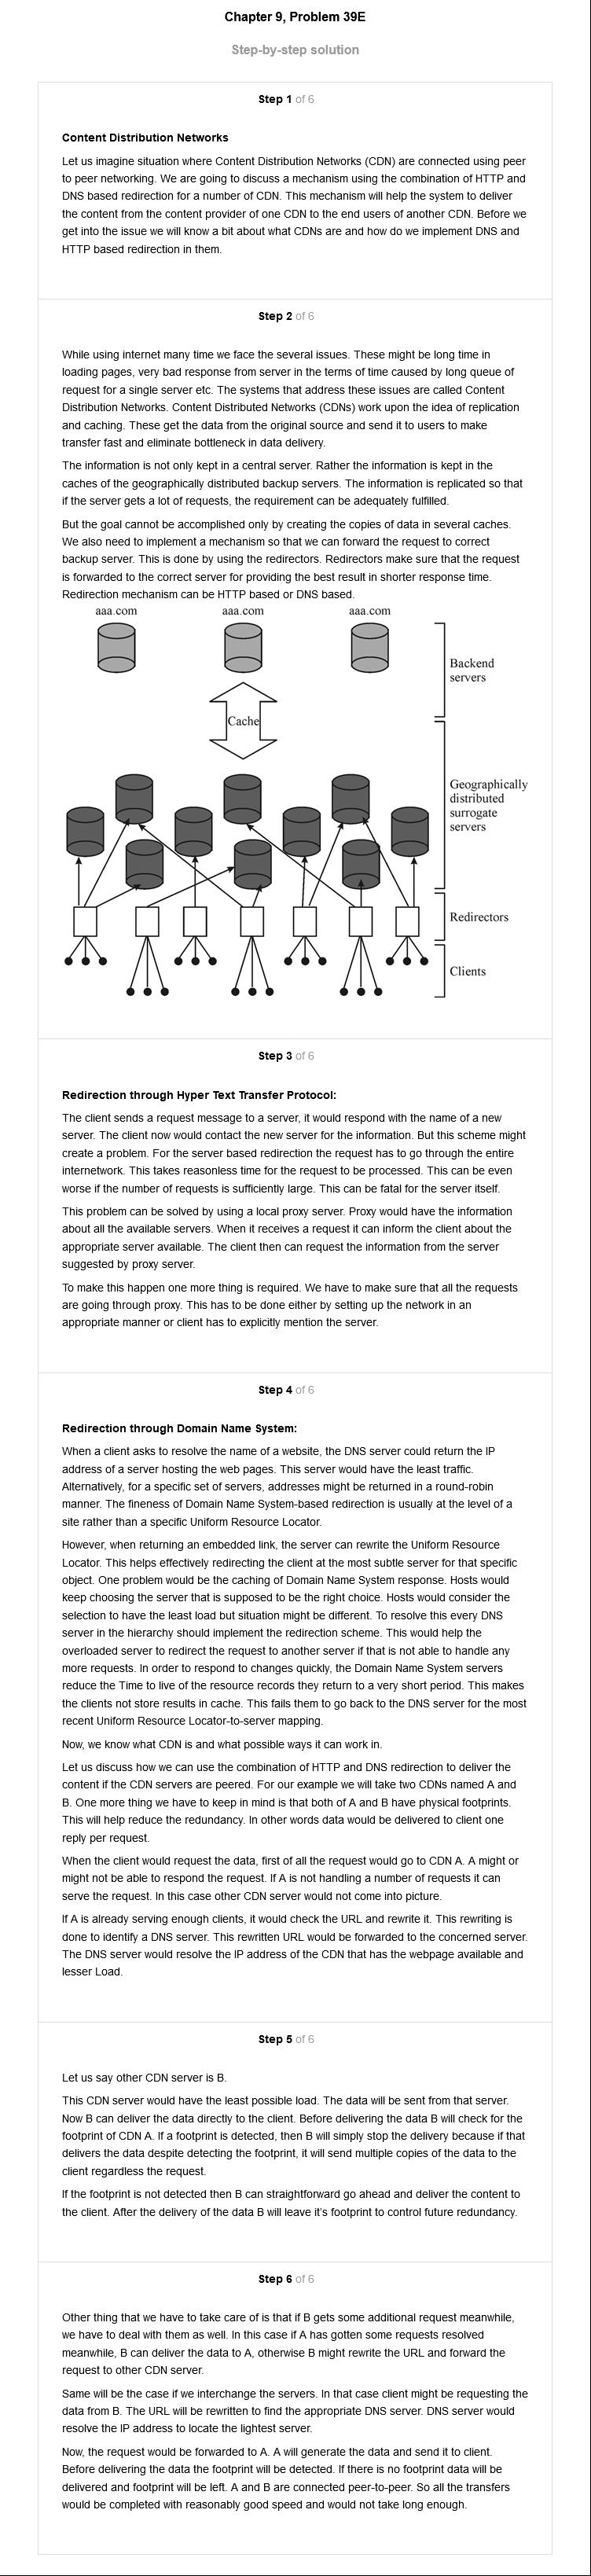 Chapter 9, Problem 39E
Step-by-step solution
Step 1 of 6
Content Distribution Networks
Let us imagine situation where Content Distribution Networks (CDN) are connected using peer
to peer networking. We are going to discuss a mechanism using the combination of HTTP and
DNS based redirection for a number of CDN. This mechanism will help the system to deliver
the content from the content provider of one CDN to the end users of another CDN. Before we
get into the issue we will know a bit about what CDNs are and how do we implement DNS and
HTTP based redirection in them.
Step 2 of 6
While using internet many time we face the several issues. These might be long time in
loading pages, very bad response from server in the terms of time caused by long queue of
request for a single server etc. The systems that address these issues are called Content
Distribution Networks. Content Distributed Networks (CDNs) work upon the idea of replication
and caching. These get the data from the original source and send it to users to make
transfer fast and eliminate bottleneck in data delivery.
The information is not only kept in a central server. Rather the information is kept in the
caches of the geographically distributed backup servers. The information is replicated so that
if the server gets a lot of requests, the requirement can be adequately fulfilled.
But the goal cannot be accomplished only by creating the copies of data in several caches.
We also need to implement a mechanism so that we can forward the request to correct
backup server. This is done by using the redirectors. Redirectors make sure that the request
is forwarded to the correct server for providing the best result in shorter response time.
Redirection mechanism can be HTTP based or DNS based.
aaa.com aaa.com aaa.com
Backend
servers
Cache
Geographically
distributed
surrogate
servers
Redirectors
Clients
Step 3 of 6
Redirection through Hyper Text Transfer Protocol:
The client sends a request message to a server, it would respond with the name of a new
server. The client now would contact the new server for the information. But this scheme might
create a problem. For the server based redirection the request has to go through the entire
internetwork. This takes reasonless time for the request to be processed. This can be even
worse if the number of requests is sufficiently large. This can be fatal for the server itself.
This problem can be solved by using a local proxy server. Proxy would have the information
about all the available servers. When it receives a request it can inform the client about the
appropriate server available. The client then can request the information from the server
suggested by proxy server.
To make this happen one more thing is required. We have to make sure that all the requests
are going through proxy. This has to be done either by setting up the network in an
appropriate manner or client has to explicitly mention the server.
Step 4 of 6
Redirection through Domain Name System:
When a client asks to resolve the name of a website, the DNS server could return the IP
address of a server hosting the web pages. This server would have the least traffic.
Alternatively, for a specific set of servers, addresses might be returned in a round-robin
manner. The fineness of Domain Name System-based redirection is usually at the level of a
site rather than a specific Uniform Resource Locator.
However, when returning an embedded link, the server can rewrite the Uniform Resource
Locator. This helps effectively redirecting the client at the most subtle server for that specific
object. One problem would be the caching of Domain Name System response. Hosts would
keep choosing the server that is supposed to be the right choice. Hosts would consider the
selection to have the least load but situation might be different. To resolve this every DNS
server in the hierarchy should implement the redirection scheme. This would help the
overloaded server to redirect the request to another server if that is not able to handle any
more requests. In order to respond to changes quickly, the Domain Name System servers
reduce the Time to live of the resource records they return to a very short period. This makes
the clients not store results in cache. This fails them to go back to the DNS server for the most
recent Uniform Resource Locator-to-server mapping.
Now, we know what CDN is and what possible ways it can work in.
Let us discuss how we can use the combination of HTTP and DNS redirection to deliver the
content if the CDN servers are peered. For our example we will take two CDNs named A and
B. One more thing we have to keep in mind is that both of A and B have physical footprints.
This will help reduce the redundancy. In other words data would be delivered to client one
reply per request.
When the client would request the data, first of all the request would go to CDN A. A might or
might not be able to respond the request. If A is not handling a number of requests it can
serve the request. In this case other CDN server would not come into picture.
If A is already serving enough clients, it would check the URL and rewrite it. This rewriting is
done to identify a DNS server. This rewritten URL would be forwarded to the concerned server.
The DNS server would resolve the IP address of the CDN that has the webpage available and
lesser Load.
Step 5 of 6
Let us say other CDN server is B.
This CDN server would have the least possible load. The data will be sent from that server.
Now B can deliver the data directly to the client. Before delivering the data B will check for the
footprint of CDN A. If a footprint is detected, then B will simply stop the delivery because if that
delivers the data despite detecting the footprint, it will send multiple copies of the data to the
client regardless the request.
If the footprint is not detected then B can straightforward go ahead and deliver the content to
the client. After the delivery of the data B will leave it's footprint to control future redundancy.
Step 6 of 6
Other thing that we have to take care of is that if B gets some additional request meanwhile,
we have to deal with them as well. In this case if A has gotten some requests resolved
meanwhile, B can deliver the data to A, otherwise B might rewrite the URL and forward the
request to other CDN server.
Same will be the case if we interchange the servers. In that case client might be requesting the
data from B. The URL will be rewritten to find the appropriate DNS server. DNS server would
resolve the IP address to locate the lightest server.
Now, the request would be forwarded to A. A will generate the data and send it to client.
Before delivering the data the footprint will be detected. If there is no footprint data will be
delivered and footprint will be left. A and B are connected peer-to-peer. So all the transfers
would be completed with reasonably good speed and would not take long enough.